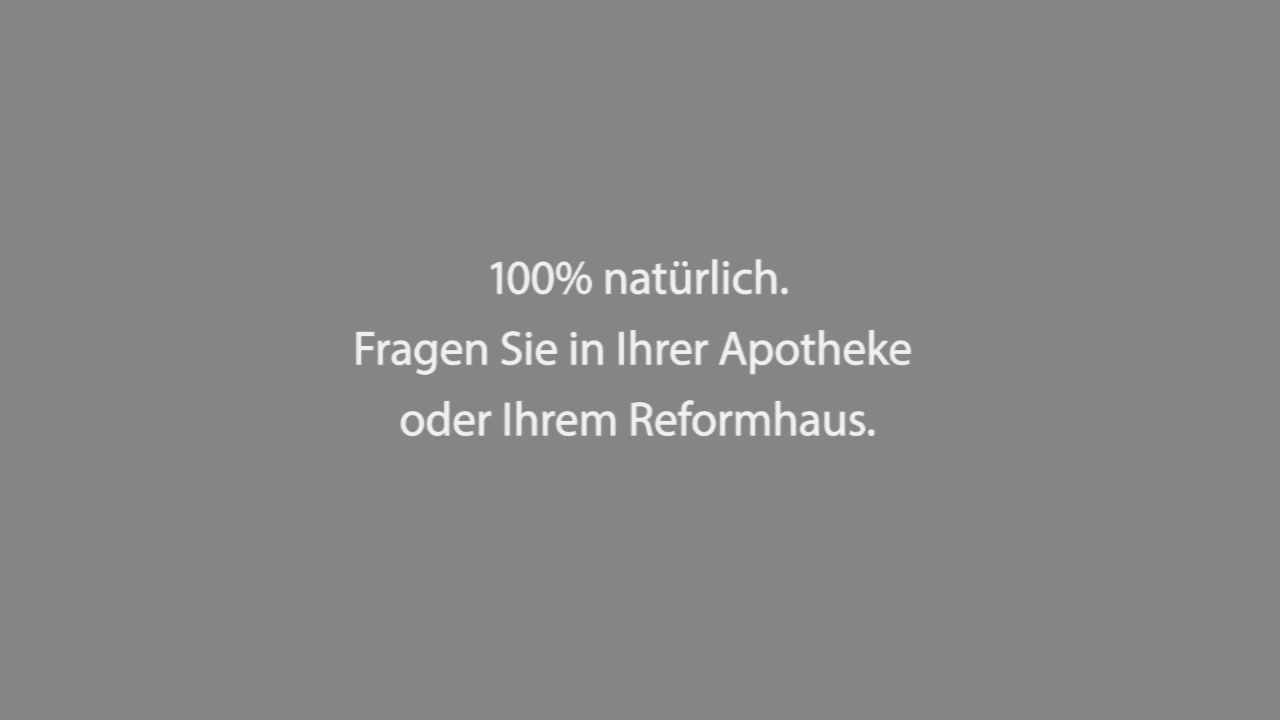 100% natürlich.
Fragen Sie in Ihrer Apotheke
oder Ihrem Reformhaus.